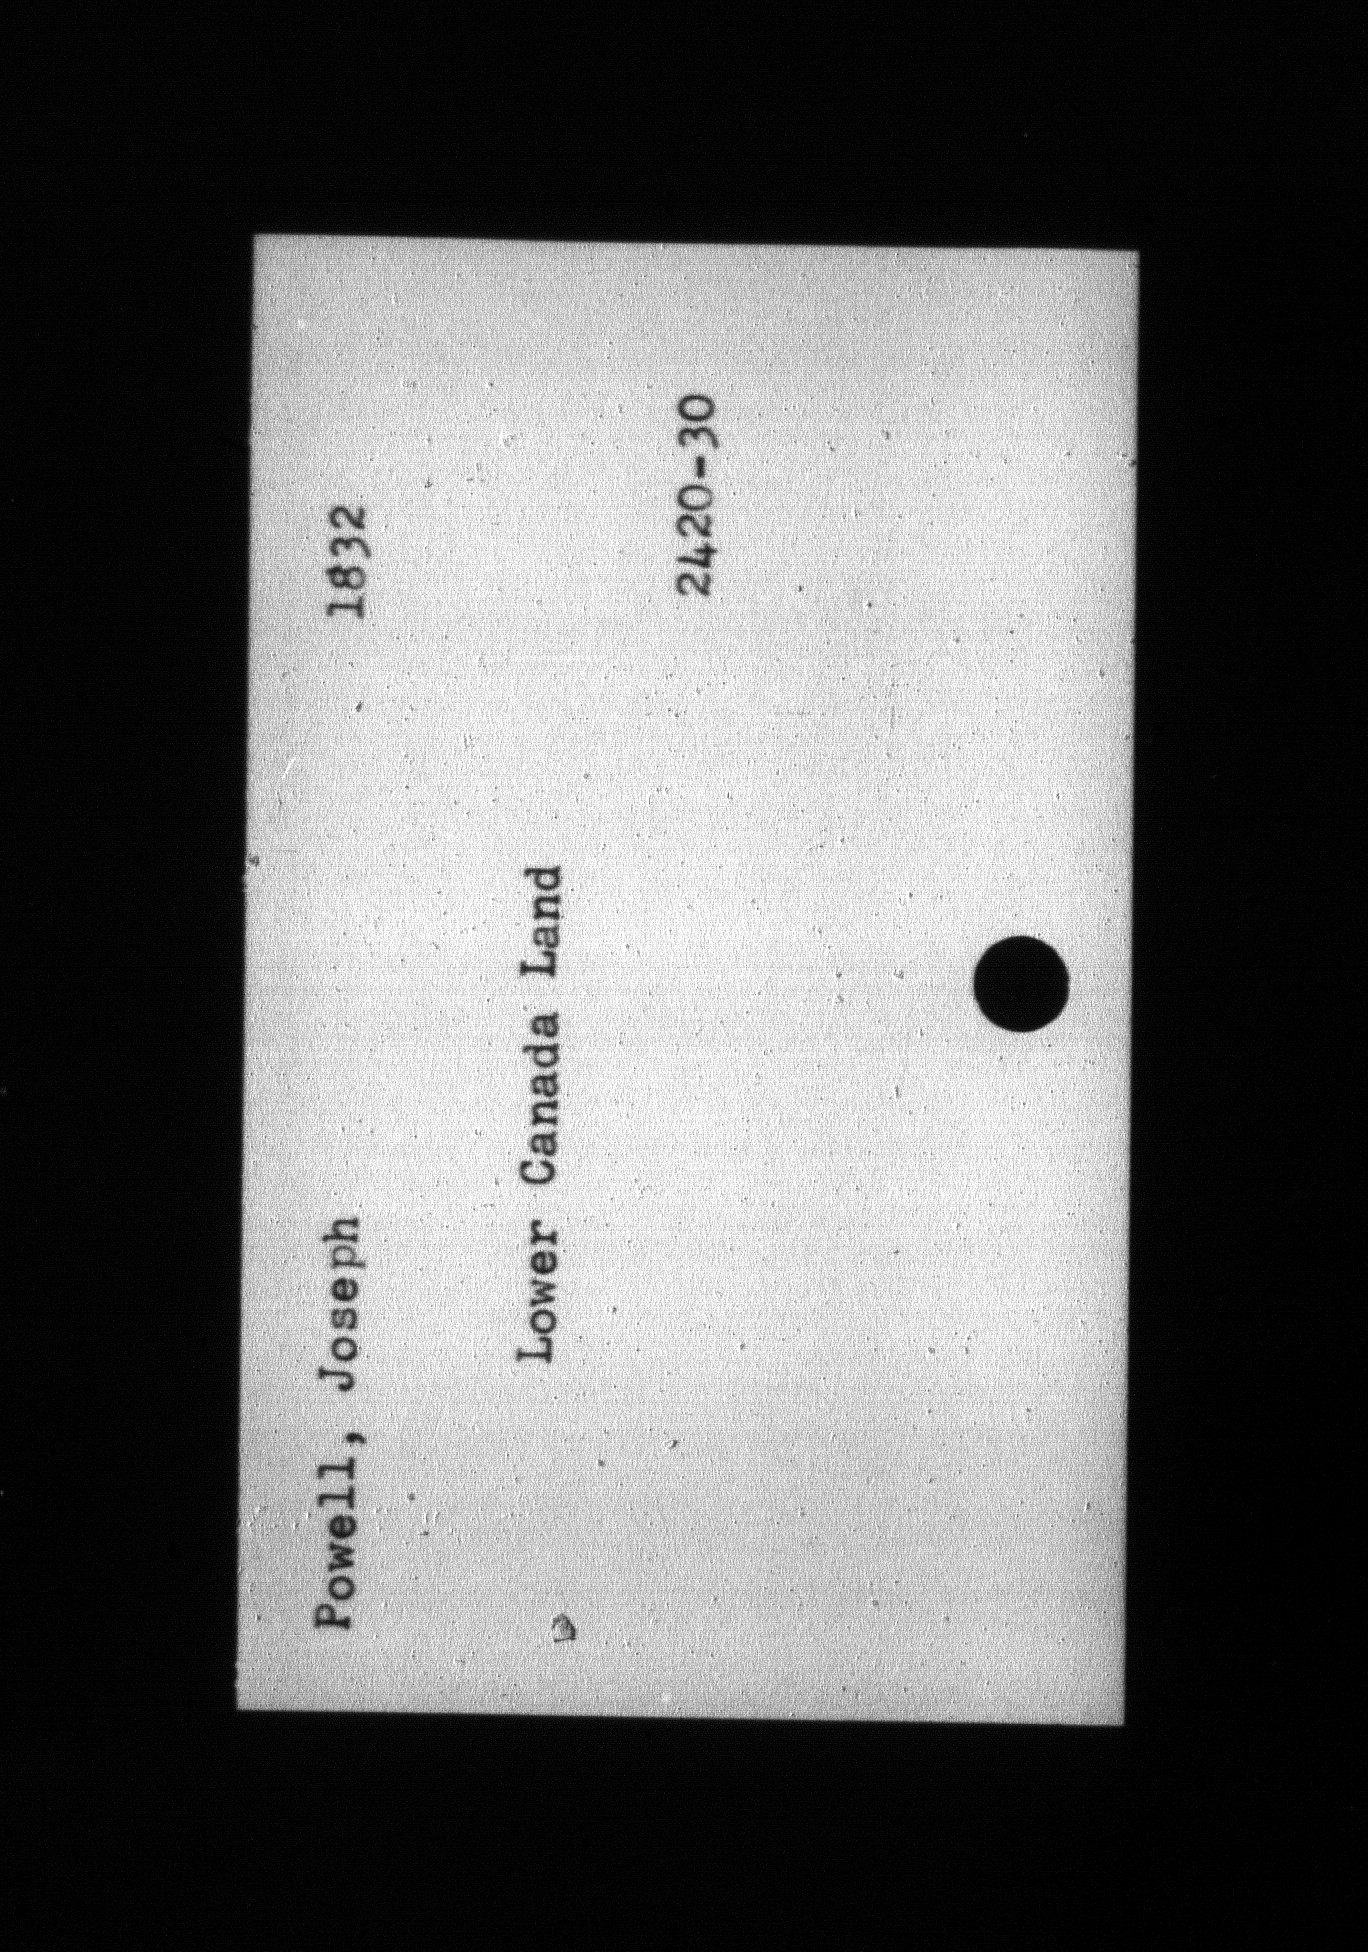 Powell, Joseph 1832
Lower Canada Land
2420-30